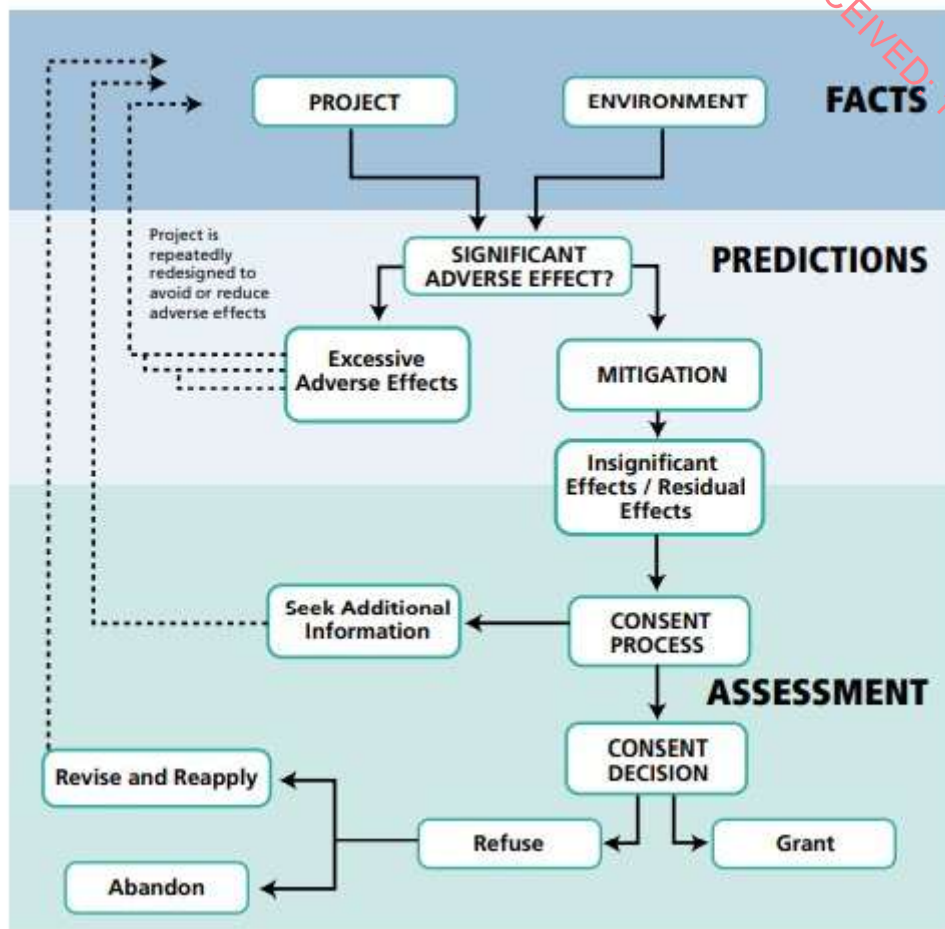 PROJECT
ENVIRONMENT
FACTS
Project is
repeatedly
redesigned to
avoid or reduce
adverse effects
SIGNIFICANT
ADVERSE EFFECT?
PREDICTIONS
Excessive
Adverse Effects
MITIGATION
Insignificant
Effects / Residual
Effects
Seek Additional
Information
CONSENT
PROCESS
ASSESSMENT
CONSENT
DECISION
Revise and Reapply
Refuse
Grant
Abandon